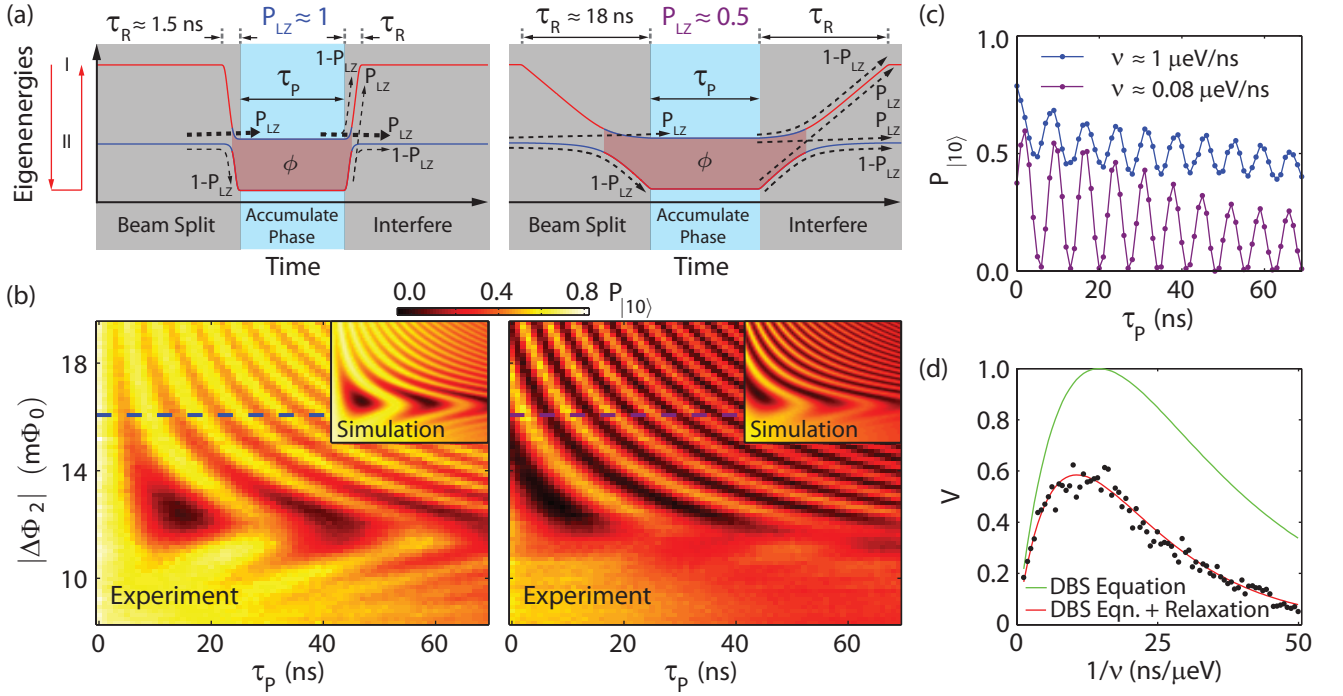 (a)
τR ≈ 1.5 ns
PLZ ≈ 1
τR
τR ≈ 18 ns
PLZ ≈ 0.5
τR
Eigenenergies
I
II
τP
1-PLZ
PLZ
PLZ
PLZ
1-PLZ
1-PLZ
ϕ
Beam Split
Accumulate
Phase
Interfere
Time
τP
1-PLZ
PLZ
PLZ
PLZ
1-PLZ
1-PLZ
ϕ
Beam Split
Accumulate
Phase
Interfere
Time
(b)
0.0
0.4
0.8
P|10⟩
|ΔΦ2| (mΦ0)
18
14
10
Simulation
Experiment
0
20
40
60
τP (ns)
Simulation
Experiment
0
20
40
60
τP (ns)
(c)
P|10⟩
1.0
0.5
0.0
ν ≈ 1 μeV/ns
ν ≈ 0.08 μeV/ns
0
20
40
60
τP (ns)
(d)
V
1.0
0.8
0.6
0.4
0.2
0
DBS Equation
DBS Eqn. + Relaxation
0
25
50
1/ν (ns/μeV)